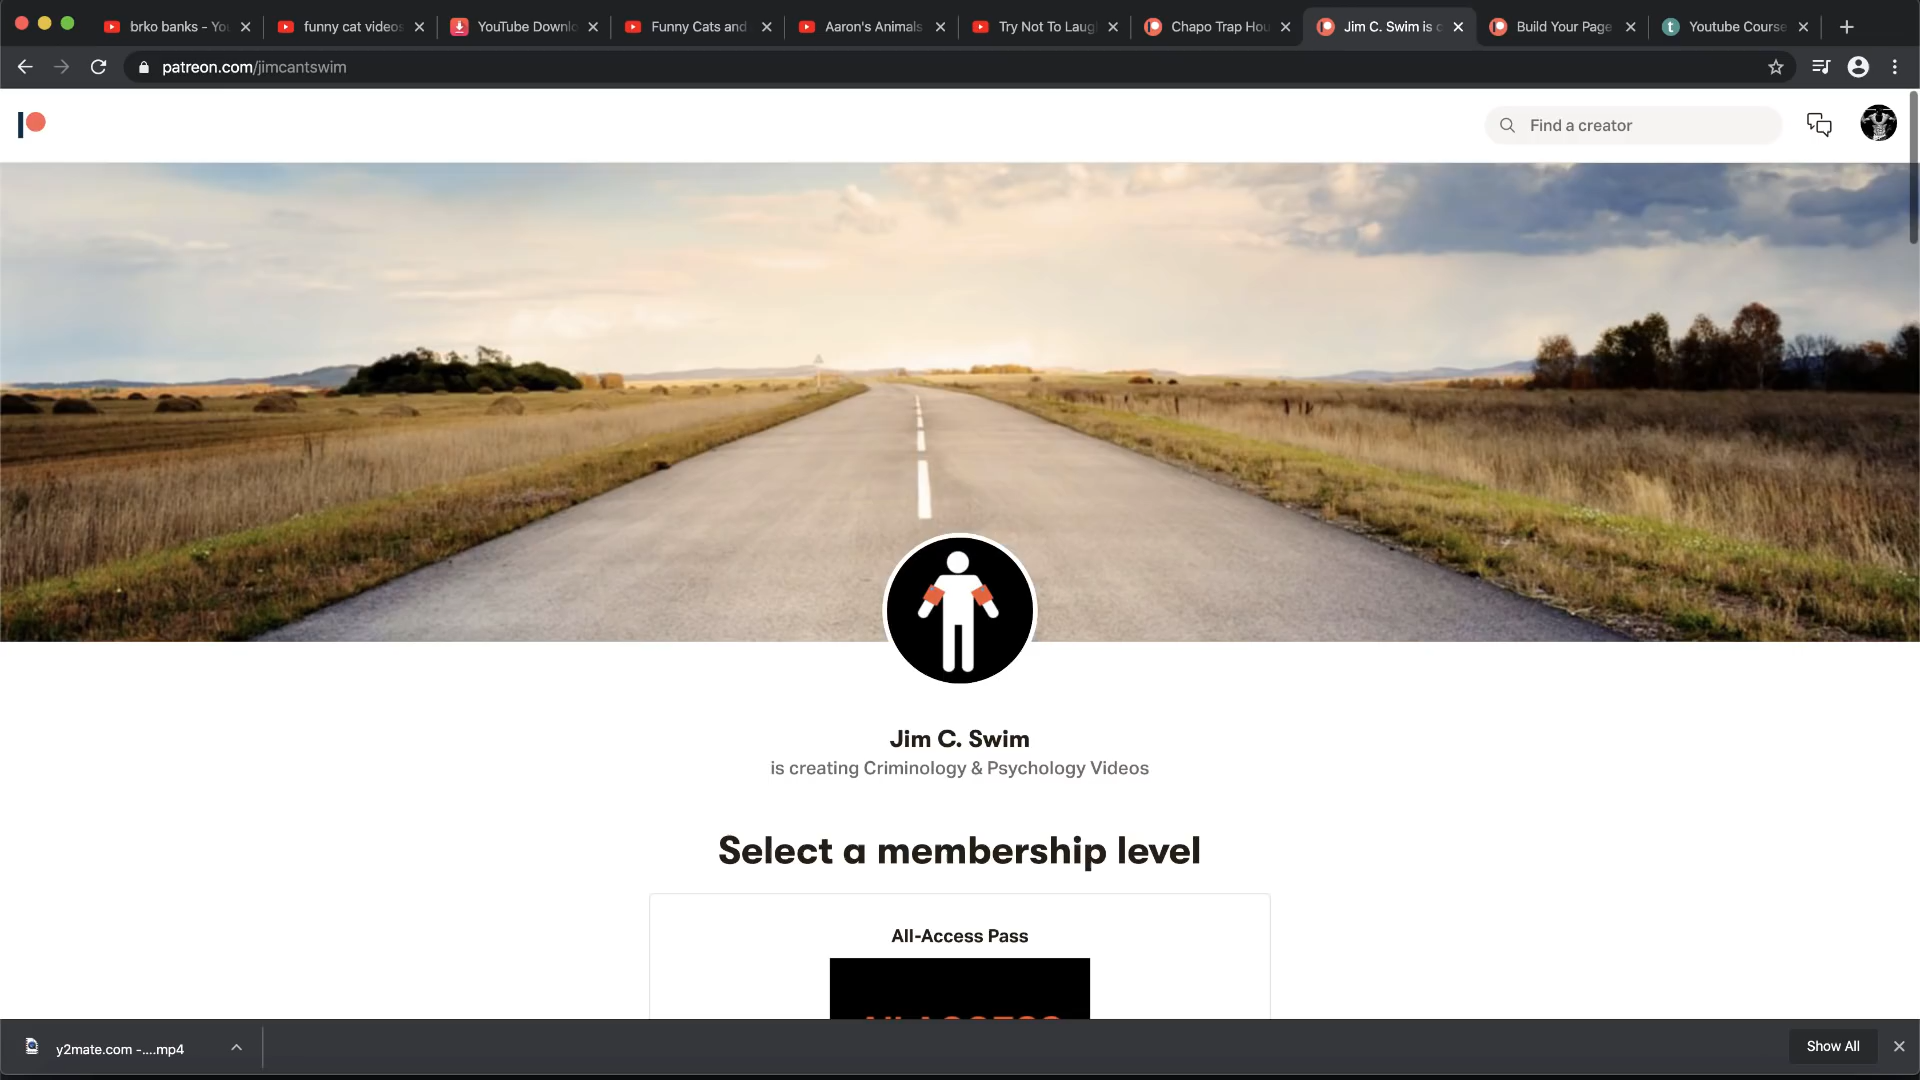 brko banks - Yo
funny cat videos
YouTube Downlo
Funny Cats and
Aaron's Animals
Try Not To Laug
Chapo Trap Hou
Jim C. Swim is c
Build Your Page
Youtube Course
patreon.com/jimcantswim
Find a creator
Jim C. Swim
is creating Criminology & Psychology Videos
Select a membership level
All-Access Pass
y2mate.com -....mp4
Show All